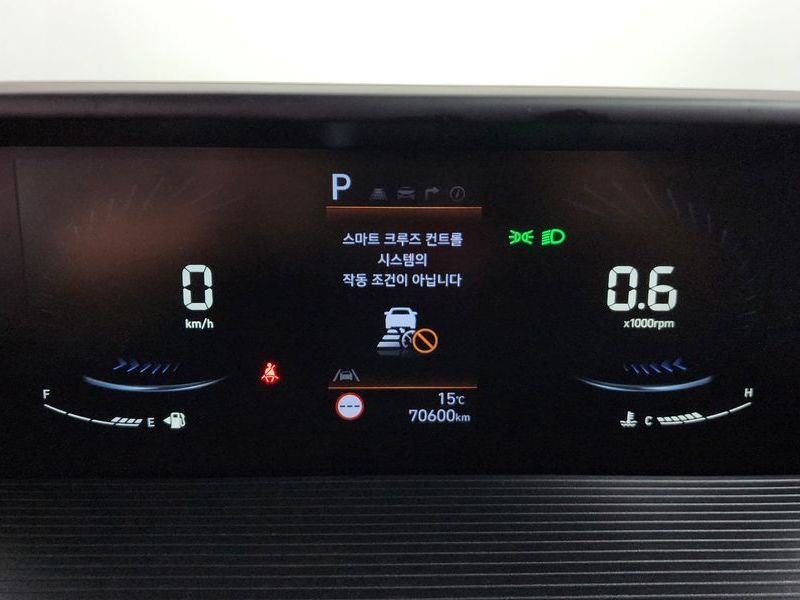 P
스마트 크루즈 컨트롤
시스템의
작동 조건이 아닙니다
0
km/h
0.6
x1000rpm
F
E
---
15℃
70600km
C
H